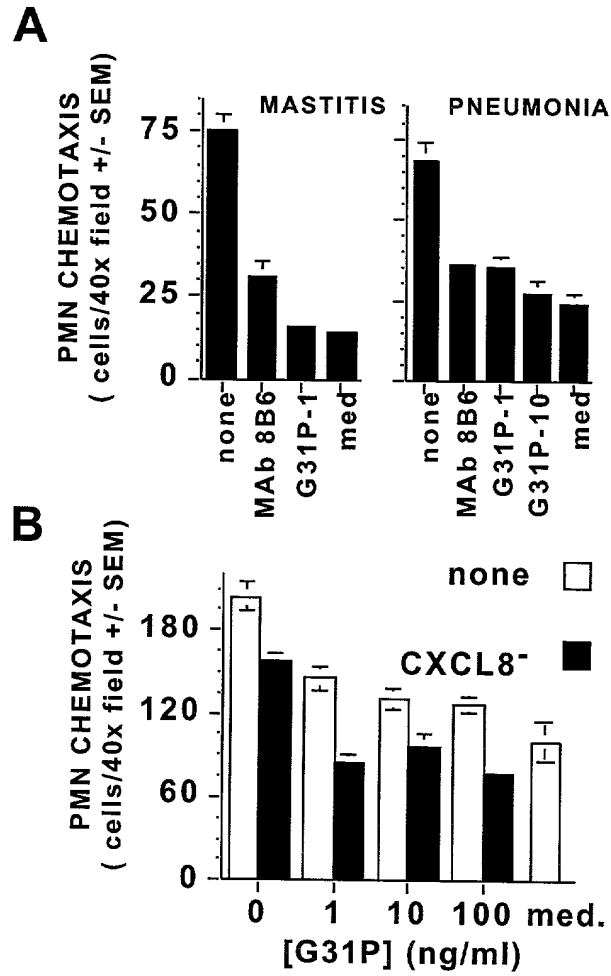 A
PMN CHEMOTAXIS
( cells/40x field +/- SEM)
MASTITIS
PNEUMONIA
75
50
25
0
none
MAb 8B6
G31P-1
med
none
MAb 8B6
G31P-1
G31P-10
med
B
PMN CHEMOTAXIS
( cells/40x field +/- SEM)
none
CXCL8-
180
120
60
0
0 1 10 100 med.
[G31P] (ng/ml)